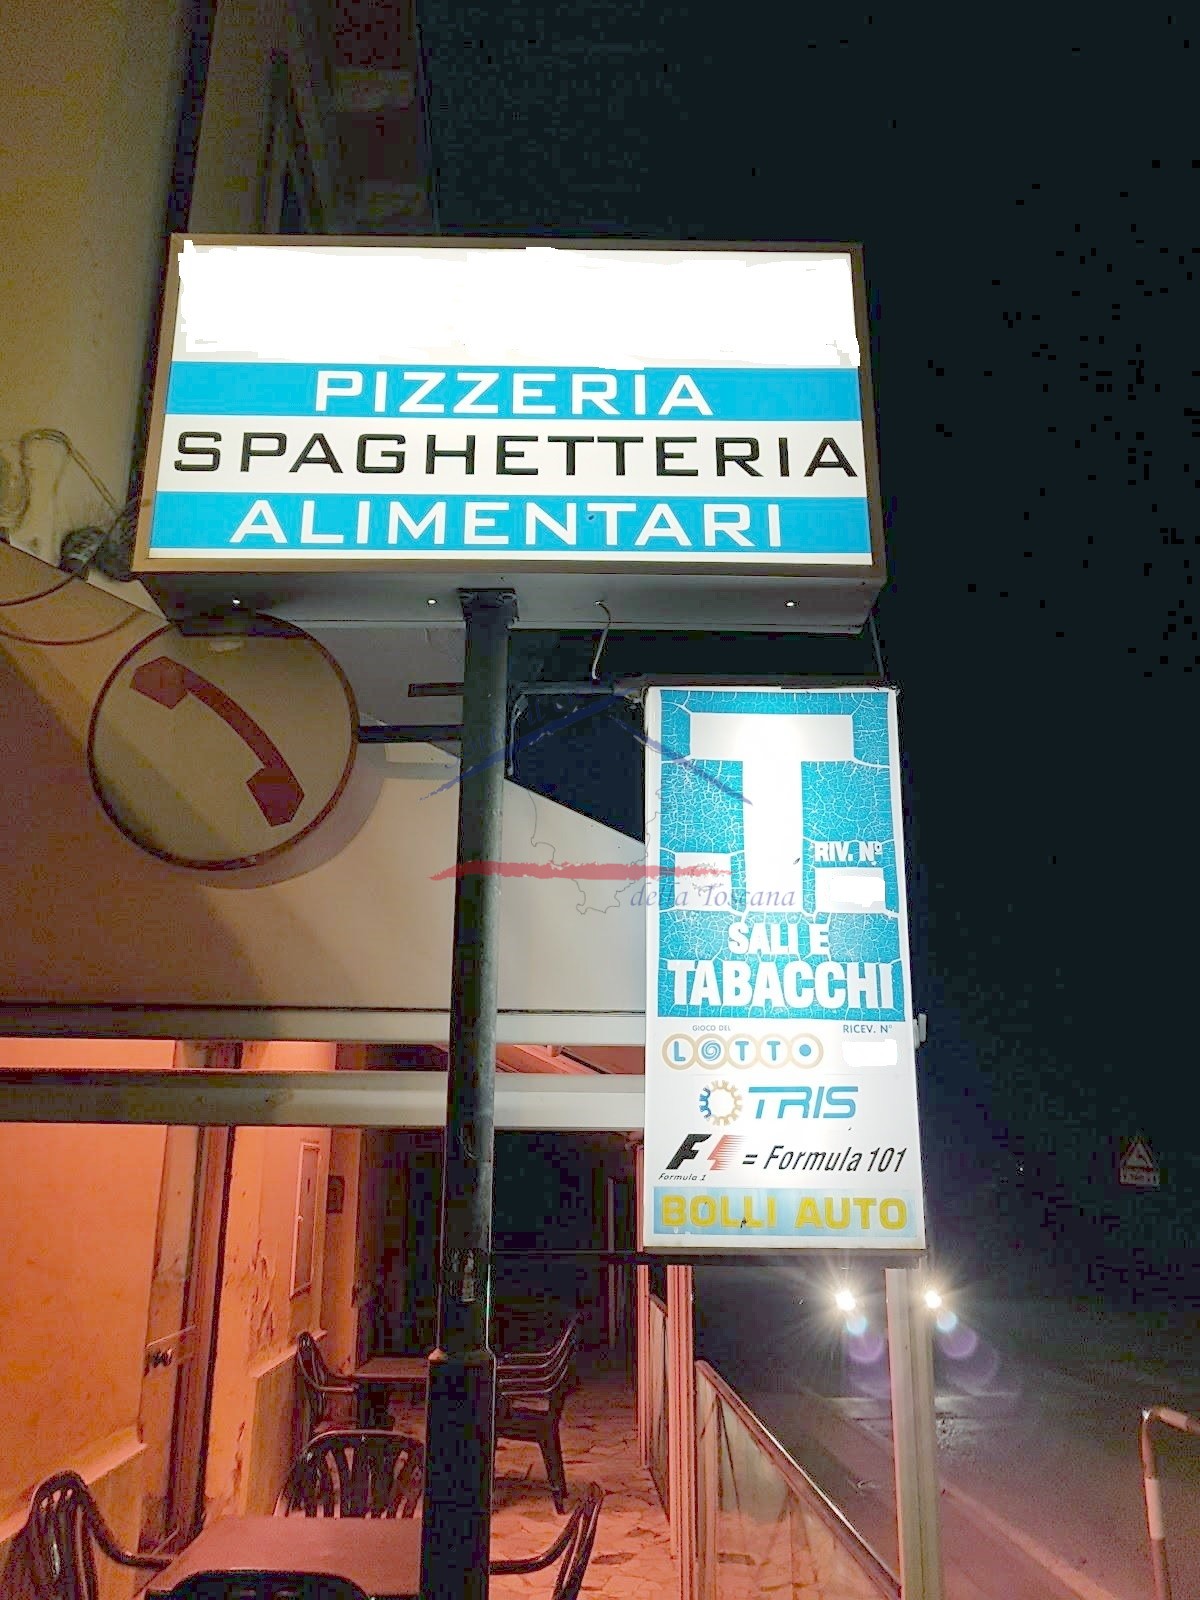 PIZZERIA
SPAGHETTERIA
ALIMENTARI
T
RIV. Nº
della Toscana
SALI E
TABACCHI
GIOCO DEL
RICEV. N°
LOTTO
TRIS
F1 = Formula 101
Formula 1
BOLLI AUTO